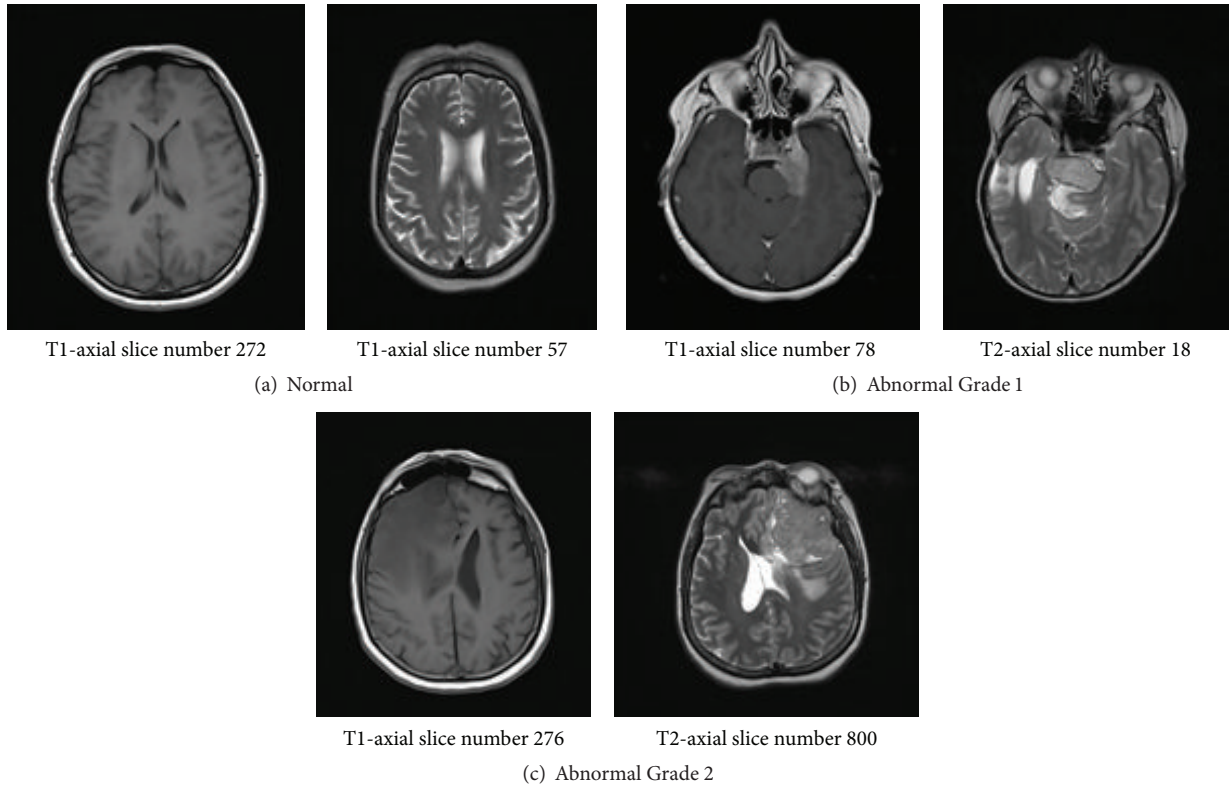 T1-axial slice number 272
T1-axial slice number 57
T1-axial slice number 78
T2-axial slice number 18
(a) Normal
(b) Abnormal Grade 1
T1-axial slice number 276
T2-axial slice number 800
(c) Abnormal Grade 2